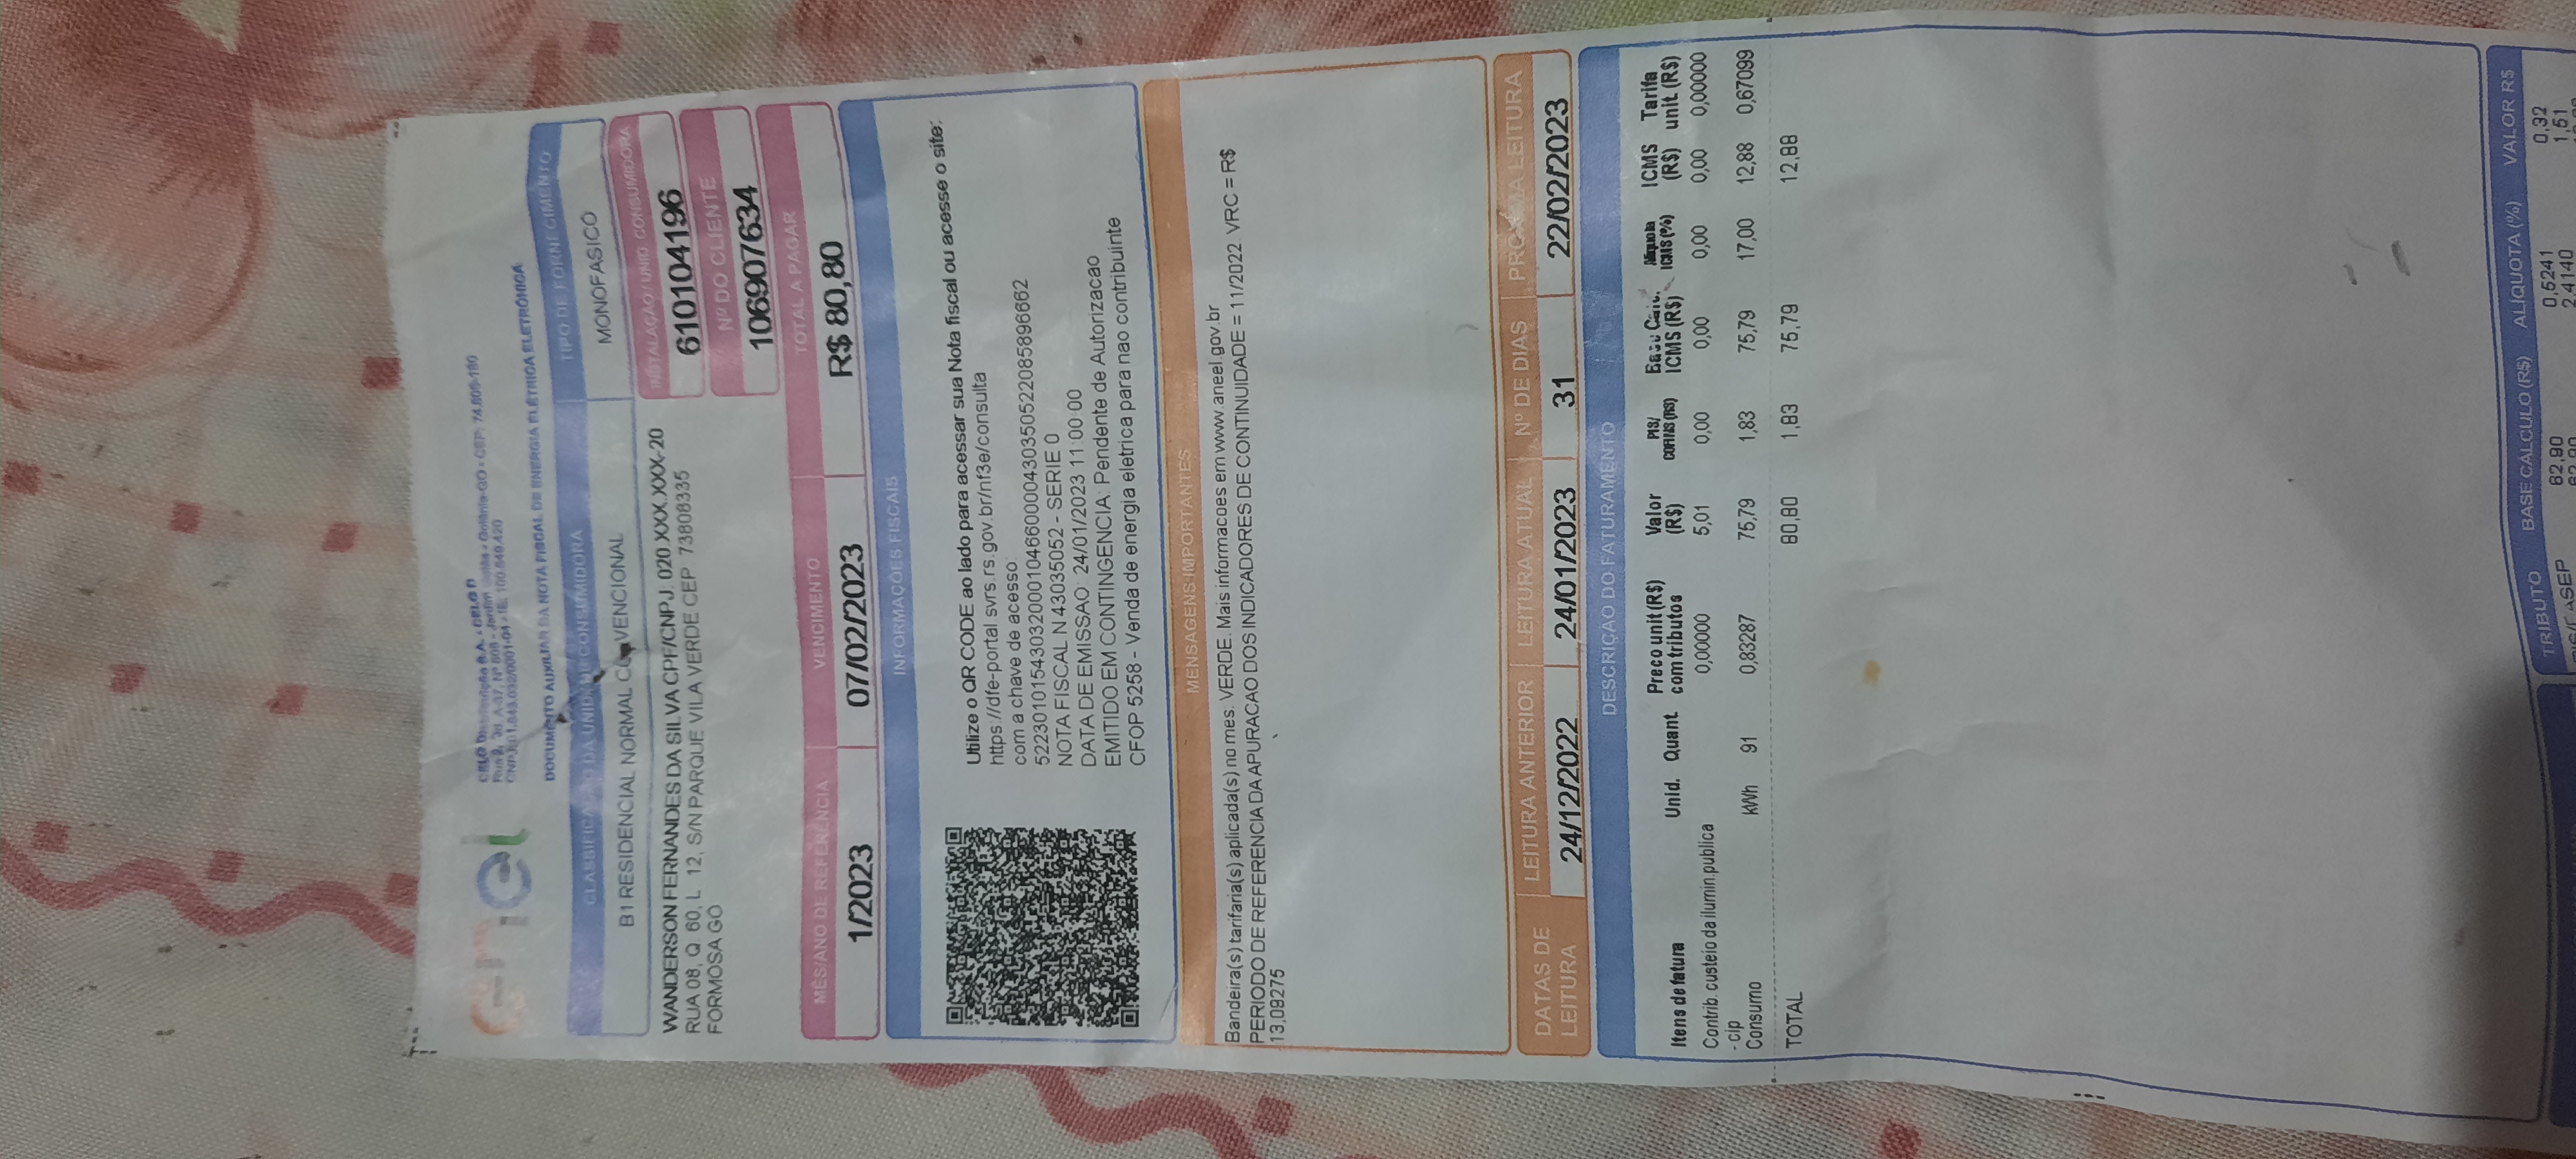 enel
CELG Distribuição S.A. - CELG D
Rua 2, Qd. A-37, Nº 505 - Jardim Goiás - Goiânia-GO - CEP: 74.805-180
CNPJ: 01.543.032/0001-04 - IE:
DOCUMENTO AUXILIAR DA NOTA FISCAL DE ENERGIA ELÉTRICA ELETRÔNICA
CLASSIFICAÇÃO DA UNIDADE CONSUMIDORA
TIPO DE FORNECIMENTO
B1 RESIDENCIAL NORMAL CONVENCIONAL
MONOFASICO
WANDERSON FERNANDES DA SILVA CPF/CNPJ: 020.XXX.XXX-20
RUA 08, Q. 60, L. 12, S/N PARQUE VILA VERDE CEP: 73808335
FORMOSA GO
INSTALAÇÃO / UNID. CONSUMIDORA
610104196
Nº DO CLIENTE
106907634
MÊS/ANO DE REFERÊNCIA
VENCIMENTO
TOTAL A PAGAR
1/2023
07/02/2023
R$ 80,80
INFORMAÇÕES FISCAIS
Utilize o QR CODE ao lado para acessar sua Nota fiscal ou acesse o site:
https://dfe-portal.svrs.rs.gov.br/nf3e/consulta
com a chave de acesso:
52230101543032000104660000430350522085896662
NOTA FISCAL N 43035052 - SERIE 0
DATA DE EMISSAO: 24/01/2023 11:00:00
EMITIDO EM CONTINGENCIA: Pendente de Autorizacao
CFOP 5258 - Venda de energia eletrica para nao contribuinte
MENSAGENS IMPORTANTES
Bandeira(s) tarifaria(s) aplicada(s) no mes: VERDE. Mais informacoes em www.aneel.gov.br
PERIODO DE REFERENCIA DA APURACAO DOS INDICADORES DE CONTINUIDADE = 11/2022 VRC = R$
13,09275
DATAS DE LEITURA
LEITURA ANTERIOR
LEITURA ATUAL
Nº DE DIAS
PROXIMA LEITURA
24/12/2022
24/01/2023
31
22/02/2023
DESCRIÇÃO DO FATURAMENTO
Itens de fatura Unid. Quant. Preco unit (R$) com tributos Valor (R$) PIS/ COFINS (R$) Base Calc. ICMS (R$) Aliquota ICMS (%) ICMS (R$) Tarifa unit. (R$)
Contrib. custeio da ilumin.publica 0,00000 5,01 0,00 0,00 0,00 0,00 0,00000
- cip
Consumo kWh 91 0,83287 75,79 1,83 75,79 17,00 12,88 0,67099
TOTAL 80,80 1,83 75,79 12,88
TRIBUTO BASE CÁLCULO (R$) ALÍQUOTA (%) VALOR R$
PIS/PASEP 62,90 0,5241 0,32
62,90 2,4140 1,51